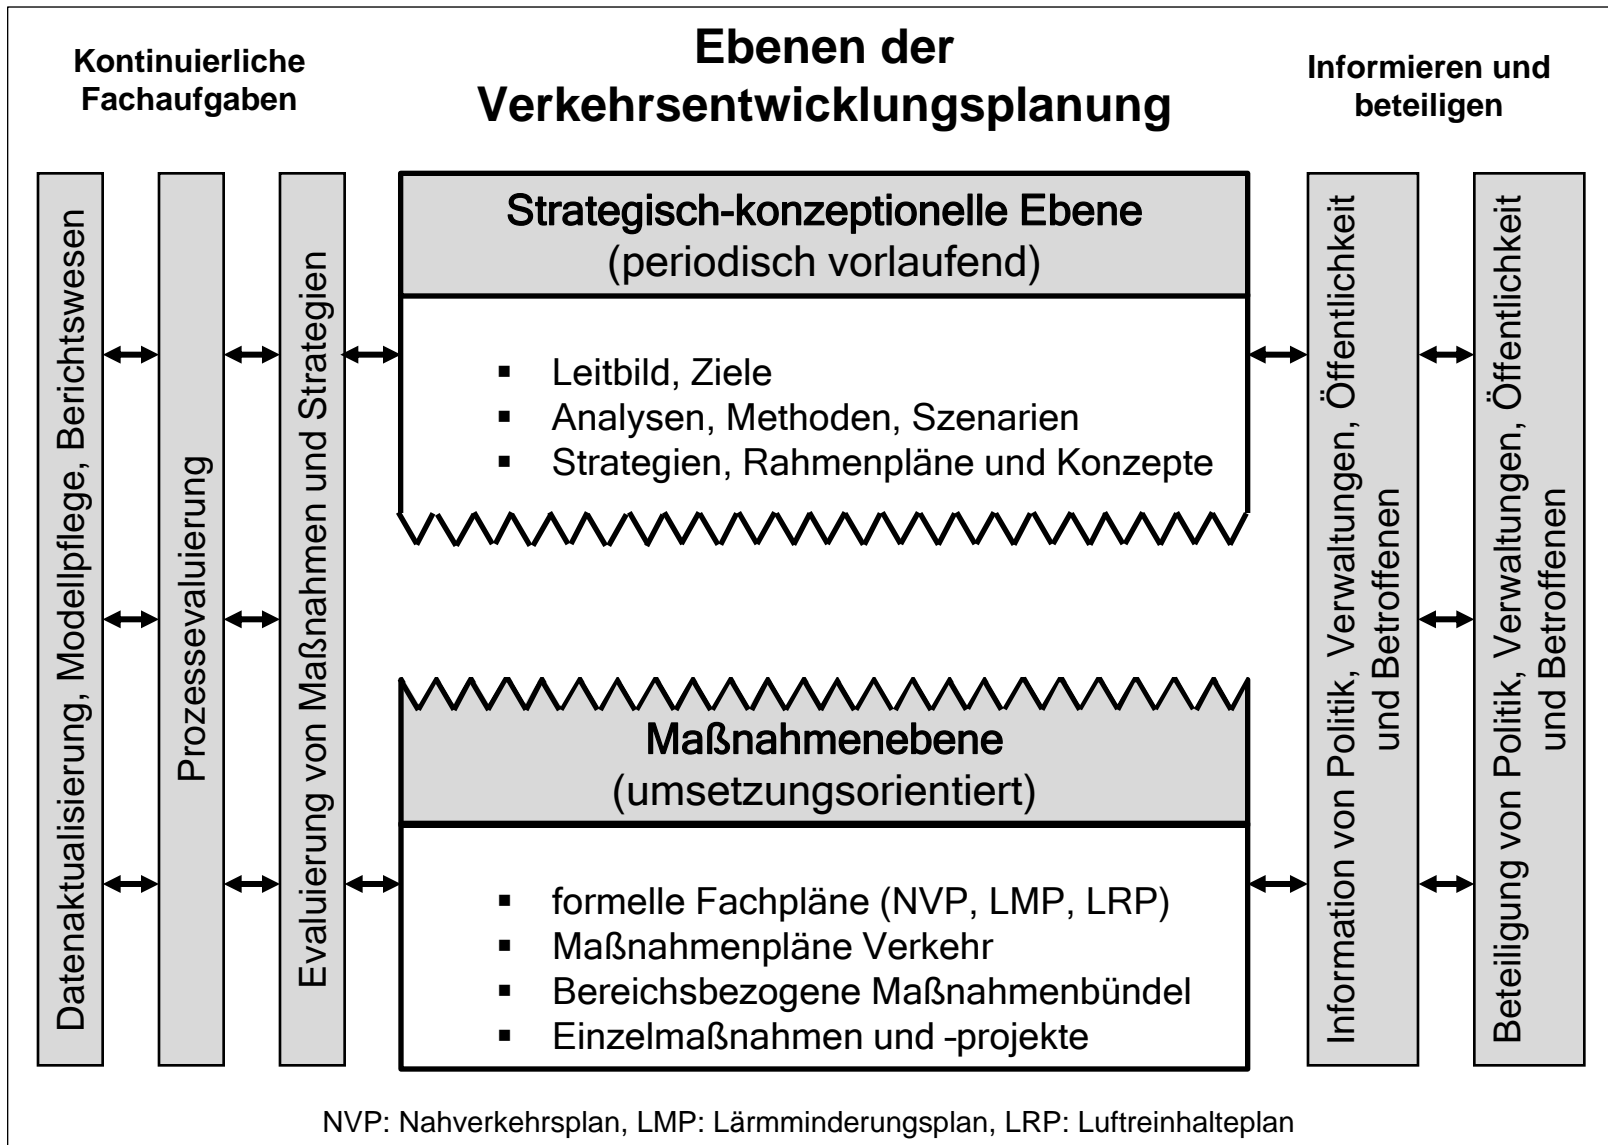 Kontinuierliche
Fachaufgaben
Ebenen der
Verkehrsentwicklungsplanung
Informieren und
beteiligen
Datenaktualisierung, Modellpflege, Berichtswesen
Prozessevaluierung
Evaluierung von Maßnahmen und Strategien
Strategisch-konzeptionelle Ebene
(periodisch vorlaufend)
▪ Leitbild, Ziele
▪ Analysen, Methoden, Szenarien
▪ Strategien, Rahmenpläne und Konzepte
Maßnahmenebene
(umsetzungsorientiert)
▪ formelle Fachpläne (NVP, LMP, LRP)
▪ Maßnahmenpläne Verkehr
▪ Bereichsbezogene Maßnahmenbündel
▪ Einzelmaßnahmen und -projekte
Information von Politik, Verwaltungen, Öffentlichkeit
und Betroffenen
Beteiligung von Politik, Verwaltungen, Öffentlichkeit
und Betroffenen
NVP: Nahverkehrsplan, LMP: Lärmminderungsplan, LRP: Luftreinhalteplan